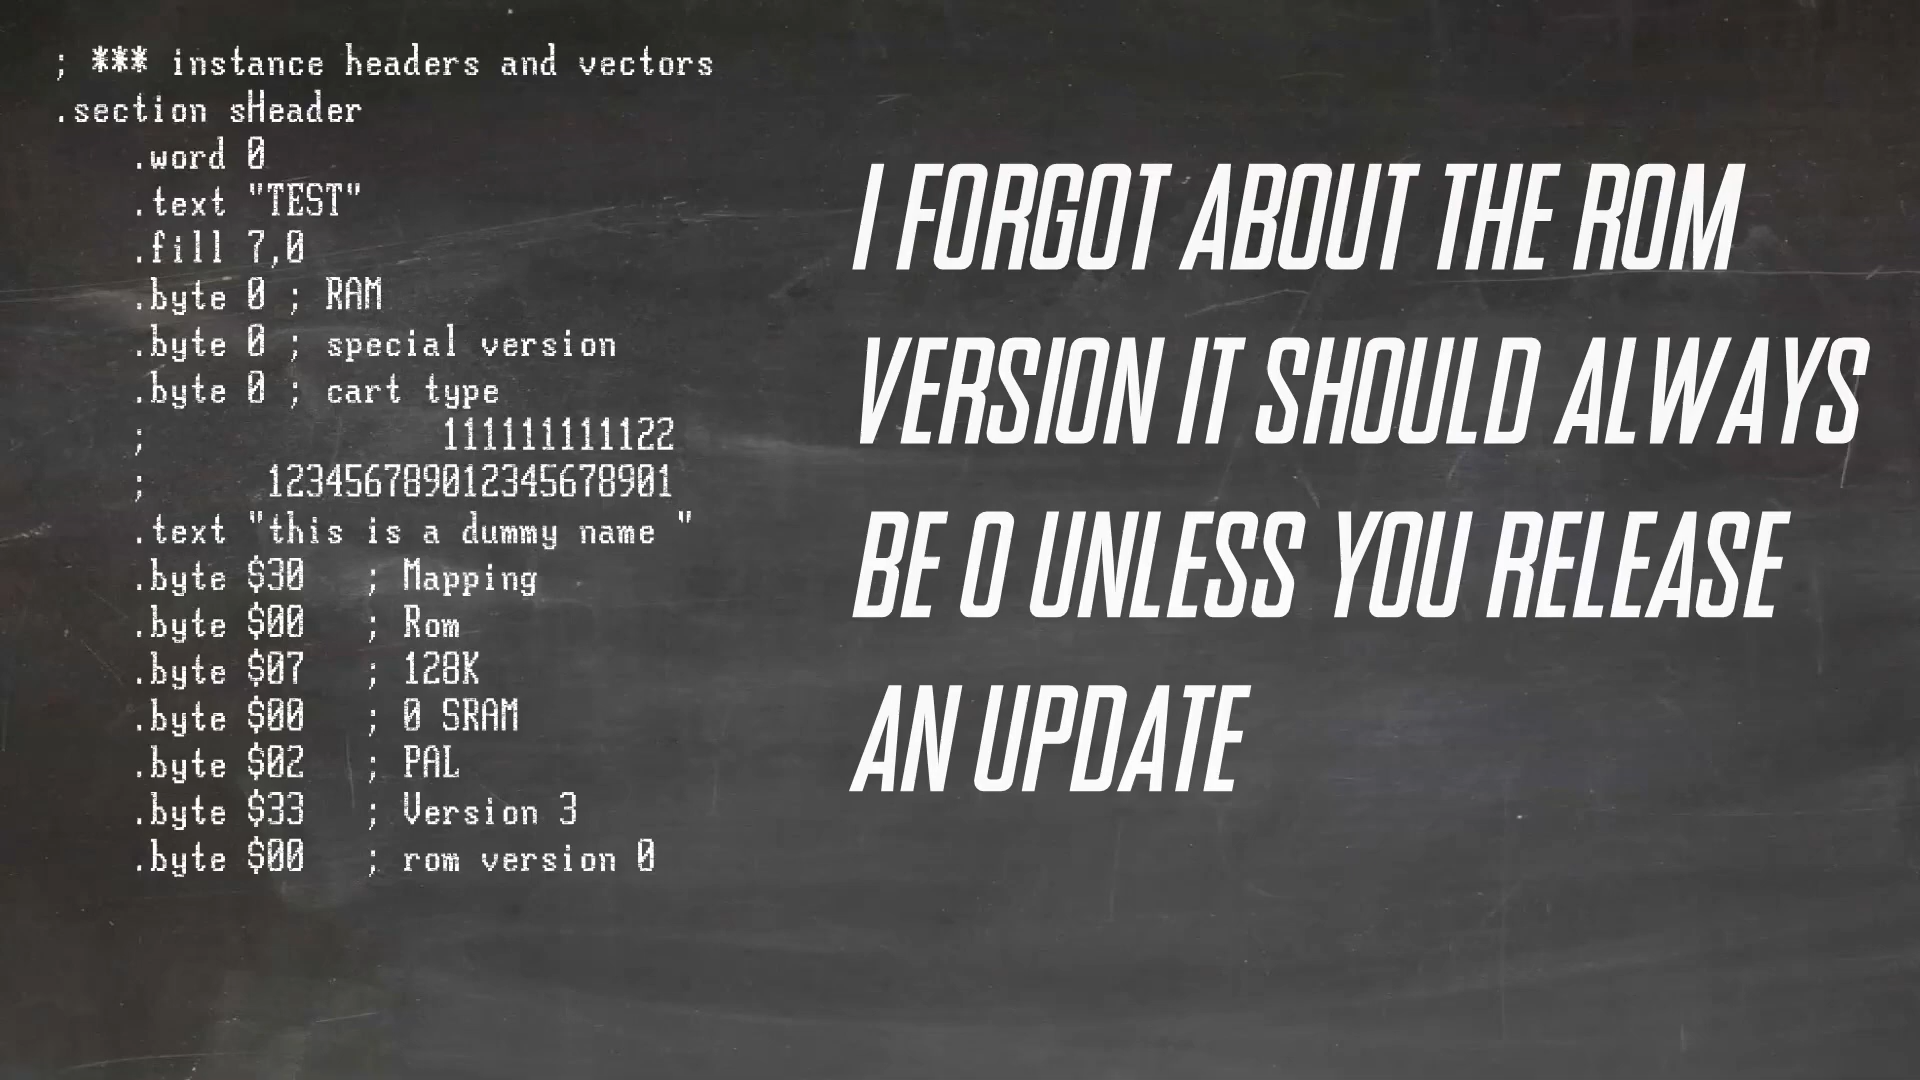 ; *** instance headers and vectors
.section sHeader
.word 0
.text "TEST"
.fill 7,0
.byte 0 ; RAM
.byte 0 ; special version
.byte 0 ; cart type
; 111111111122
; 123456789012345678901
.text "this is a dummy name "
.byte $30 ; Mapping
.byte $00 ; Rom
.byte $07 ; 128K
.byte $00 ; 0 SRAM
.byte $02 ; PAL
.byte $33 ; Version 3
.byte $00 ; rom version 0
I FORGOT ABOUT THE ROM
VERSION IT SHOULD ALWAYS
BE 0 UNLESS YOU RELEASE
AN UPDATE